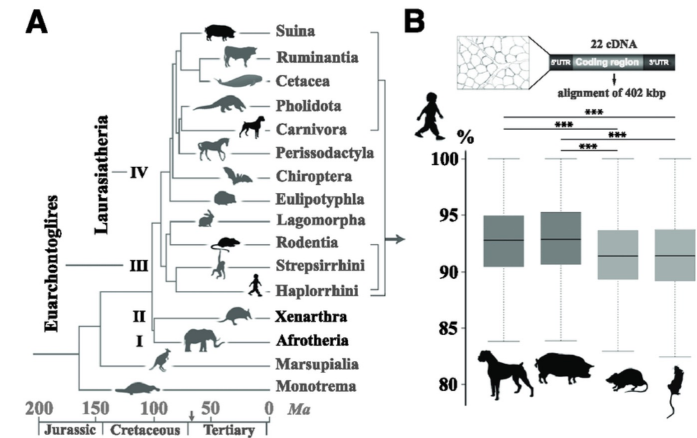 A
Suina
Ruminantia
Cetacea
Pholidota
Carnivora
Perissodactyla
Chiroptera
Eulipotyphla
Lagomorpha
Rodentia
Strepsirrhini
Haplorrhini
Xenarthra
Afrotheria
Marsupialia
Monotrema
Euarchontoglires
Laurasiatheria
IV
III
II
I
200 150 100 50 0 Ma
Jurassic Cretaceous Tertiary
B
22 cDNA
5'UTR Coding region 3'UTR
alignment of 402 kbp
***
***
***
***
%
100
95
90
85
80